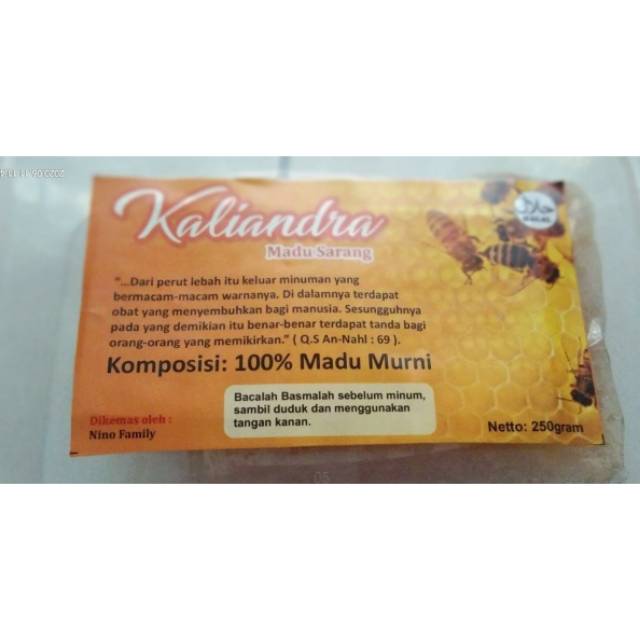 Kaliandra
Madu Sarang
"...Dari perut lebah itu keluar minuman yang
bermacam-macam warnanya. Di dalamnya terdapat
obat yang menyembuhkan bagi manusia. Sesungguhnya
pada yang demikian itu benar-benar terdapat tanda bagi
orang-orang yang memikirkan." ( Q.S An-Nahl : 69 ).
Komposisi: 100% Madu Murni
Bacalah Basmalah sebelum minum,
sambil duduk dan menggunakan
tangan kanan.
Dikemas oleh :
Nino Family
Netto: 250gram